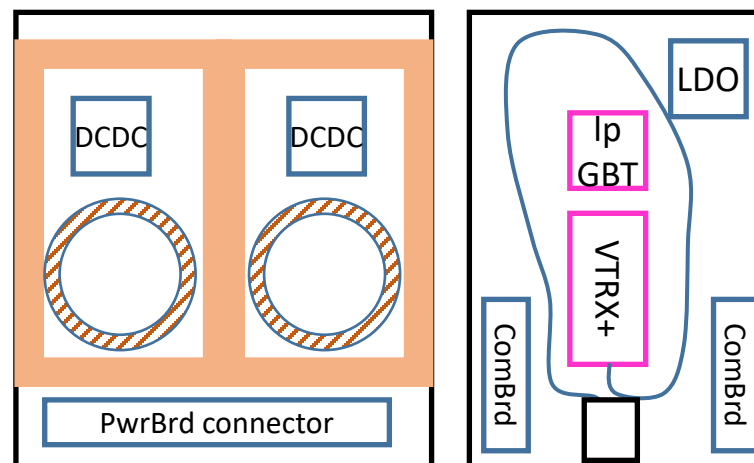 DCDC
DCDC
PwrBrd connector
LDO
lp
GBT
VTRX+
ComBrd
ComBrd